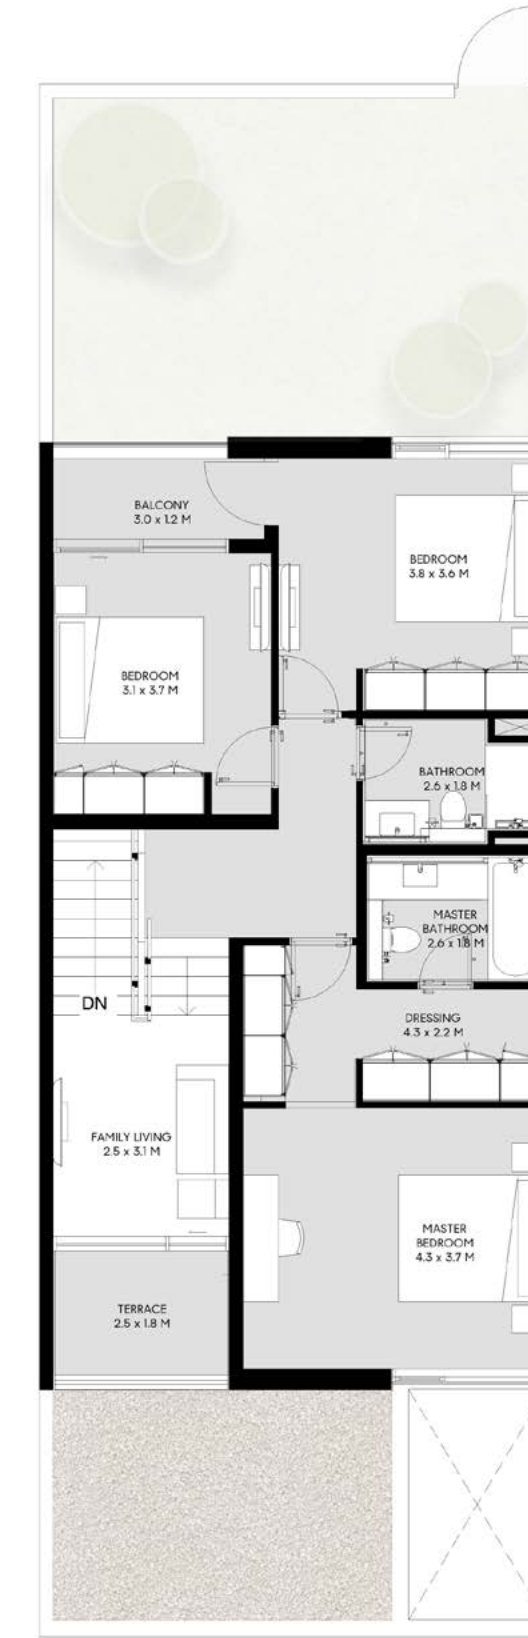 BALCONY
3.0 x 1.2 M
BEDROOM
3.8 x 3.6 M
BEDROOM
3.1 x 3.7 M
BATHROOM
2.6 x 1.8 M
MASTER
BATHROOM
2.6 x 1.8 M
DN
DRESSING
4.3 x 2.2 M
FAMILY LIVING
2.5 x 3.1 M
MASTER
BEDROOM
4.3 x 3.7 M
TERRACE
2.5 x 1.8 M